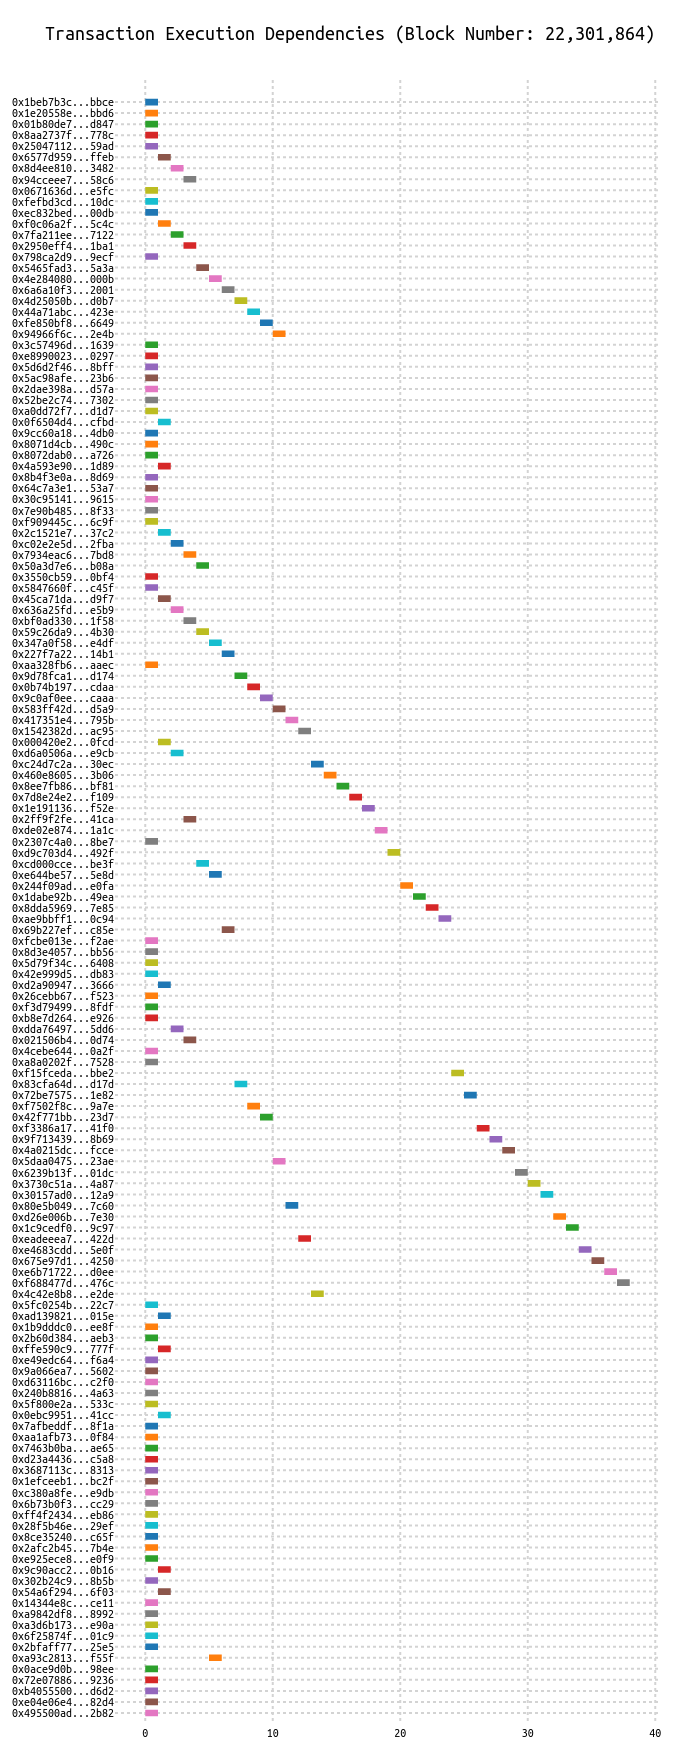 Transaction Execution Dependencies (Block Number: 22,301,864)
0x1beb7b3c...bbce
0x1e20558e...bbd6
0x01b80de7...d847
0x8aa2737f...778c
0x25047112...59ad
0x6577d959...ffeb
0x8d4ee810...3482
0x94cceee7...58c6
0x0671636d...e5fc
0xfefbd3cd...10dc
0xec832bed...00db
0xf0c06a2f...5c4c
0x7fa211ee...7122
0x2950eff4...1ba1
0x798ca2d9...9ecf
0x5465fad3...5a3a
0x4e284080...000b
0x6a6a10f3...2001
0x4d25050b...d0b7
0x44a71abc...423e
0xfe850bf8...6649
0x94966f6c...2e4b
0x3c57496d...1639
0xe8990023...0297
0x5d6d2f46...8bff
0x5ac98afe...23b6
0x2dae398a...d57a
0x52be2c74...7302
0xa0dd72f7...d1d7
0x0f6504d4...cfbd
0x9cc60a18...4db0
0x8071d4cb...490c
0x8072dab0...a726
0x4a593e90...1d89
0x8b4f3e0a...8d69
0x64c7a3e1...53a7
0x30c95141...9615
0x7e90b485...8f33
0xf909445c...6c9f
0x2c1521e7...37c2
0xc02e2e5d...2fba
0x7934eac6...7bd8
0x50a3d7e6...b08a
0x3550cb59...0bf4
0x5847660f...c45f
0x45ca71da...d9f7
0x636a25fd...e5b9
0xbf0ad330...1f58
0x59c26da9...4b30
0x347a0f58...e4df
0x227f7a22...14b1
0xaa328fb6...aaec
0x9d78fca1...d174
0x0b74b197...cdaa
0x9c0af0ee...caaa
0x583ff42d...d5a9
0x417351e4...795b
0x1542382d...ac95
0x000420e2...0fcd
0xd6a0506a...e9cb
0xc24d7c2a...30ec
0x460e8605...3b06
0x8ee7fb86...bf81
0x7d8e24e2...f109
0x1e191136...f52e
0x2ff9f2fe...41ca
0xde02e874...1a1c
0x2307c4a0...8be7
0xd9c703d4...492f
0xcd000cce...be3f
0xe644be57...5e8d
0x244f09ad...e0fa
0x1dabe92b...49ea
0x8dda5969...7e85
0xae9bbff1...0c94
0x69b227ef...c85e
0xfcbe013e...f2ae
0x8d3e4057...bb56
0x5d79f34c...6408
0x42e999d5...db83
0xd2a90947...3666
0x26cebb67...f523
0xf3d79499...8fdf
0xb8e7d264...e926
0xdda76497...5dd6
0x021506b4...0d74
0x4cebe644...0a2f
0xa8a0202f...7528
0xf15fceda...bbe2
0x83cfa64d...d17d
0x72be7575...1e82
0xf7502f8c...9a7e
0x42f771bb...23d7
0xf3386a17...41f0
0x9f713439...8b69
0x4a0215dc...fcce
0x5daa0475...23ae
0x6239b13f...01dc
0x3730c51a...4a87
0x30157ad0...12a9
0x80e5b049...7c60
0xd26e006b...7e30
0x1c9cedf0...9c97
0xeadeeea7...422d
0xe4683cdd...5e0f
0x675e97d1...4250
0xe6b71722...d0ee
0xf688477d...476c
0x4c42e8b8...e2de
0x5fc0254b...22c7
0xad139821...015e
0x1b9dddc0...ee8f
0x2b60d384...aeb3
0xffe590c9...777f
0xe49edc64...f6a4
0x9a066ea7...5602
0xd63116bc...c2f0
0x240b8816...4a63
0x5f800e2a...533c
0x0ebc9951...41cc
0x7afbeddf...8f1a
0xaa1afb73...0f84
0x7463b0ba...ae65
0xd23a4436...c5a8
0x3687113c...8313
0x1efceeb1...bc2f
0xc380a8fe...e9db
0x6b73b0f3...cc29
0xff4f2434...eb86
0x28f5b46e...29ef
0x8ce35240...c65f
0x2afc2b45...7b4e
0xe925ece8...e0f9
0x9c90acc2...0b16
0x302b24c9...8b5b
0x54a6f294...6f03
0x14344e8c...ce11
0xa9842df8...8992
0xa3d6b173...e90a
0x6f25874f...01c9
0x2bfaff77...25e5
0xa93c2813...f55f
0x0ace9d0b...98ee
0x72e07886...9236
0xb4055500...d6d2
0xe04e06e4...82d4
0x495500ad...2b82
0 10 20 30 40